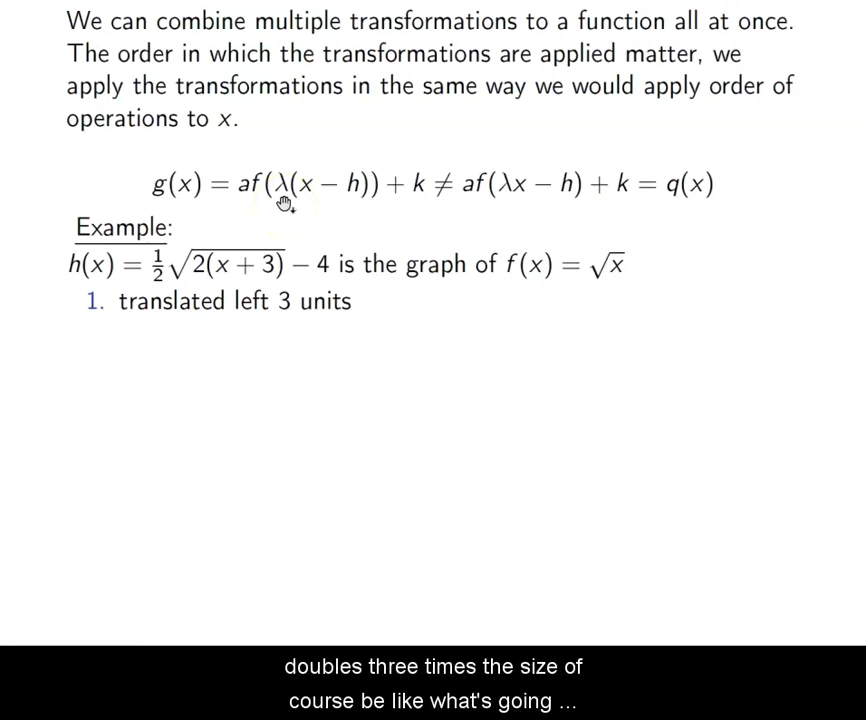 We can combine multiple transformations to a function all at once.
The order in which the transformations are applied matter, we
apply the transformations in the same way we would apply order of
operations to x.
g(x) = af(λ(x − h)) + k ≠ af(λx − h) + k = q(x)
Example:
h(x) = ½√(2(x + 3)) − 4 is the graph of f(x) = √x
1. translated left 3 units
doubles three times the size of
course be like what's going ...